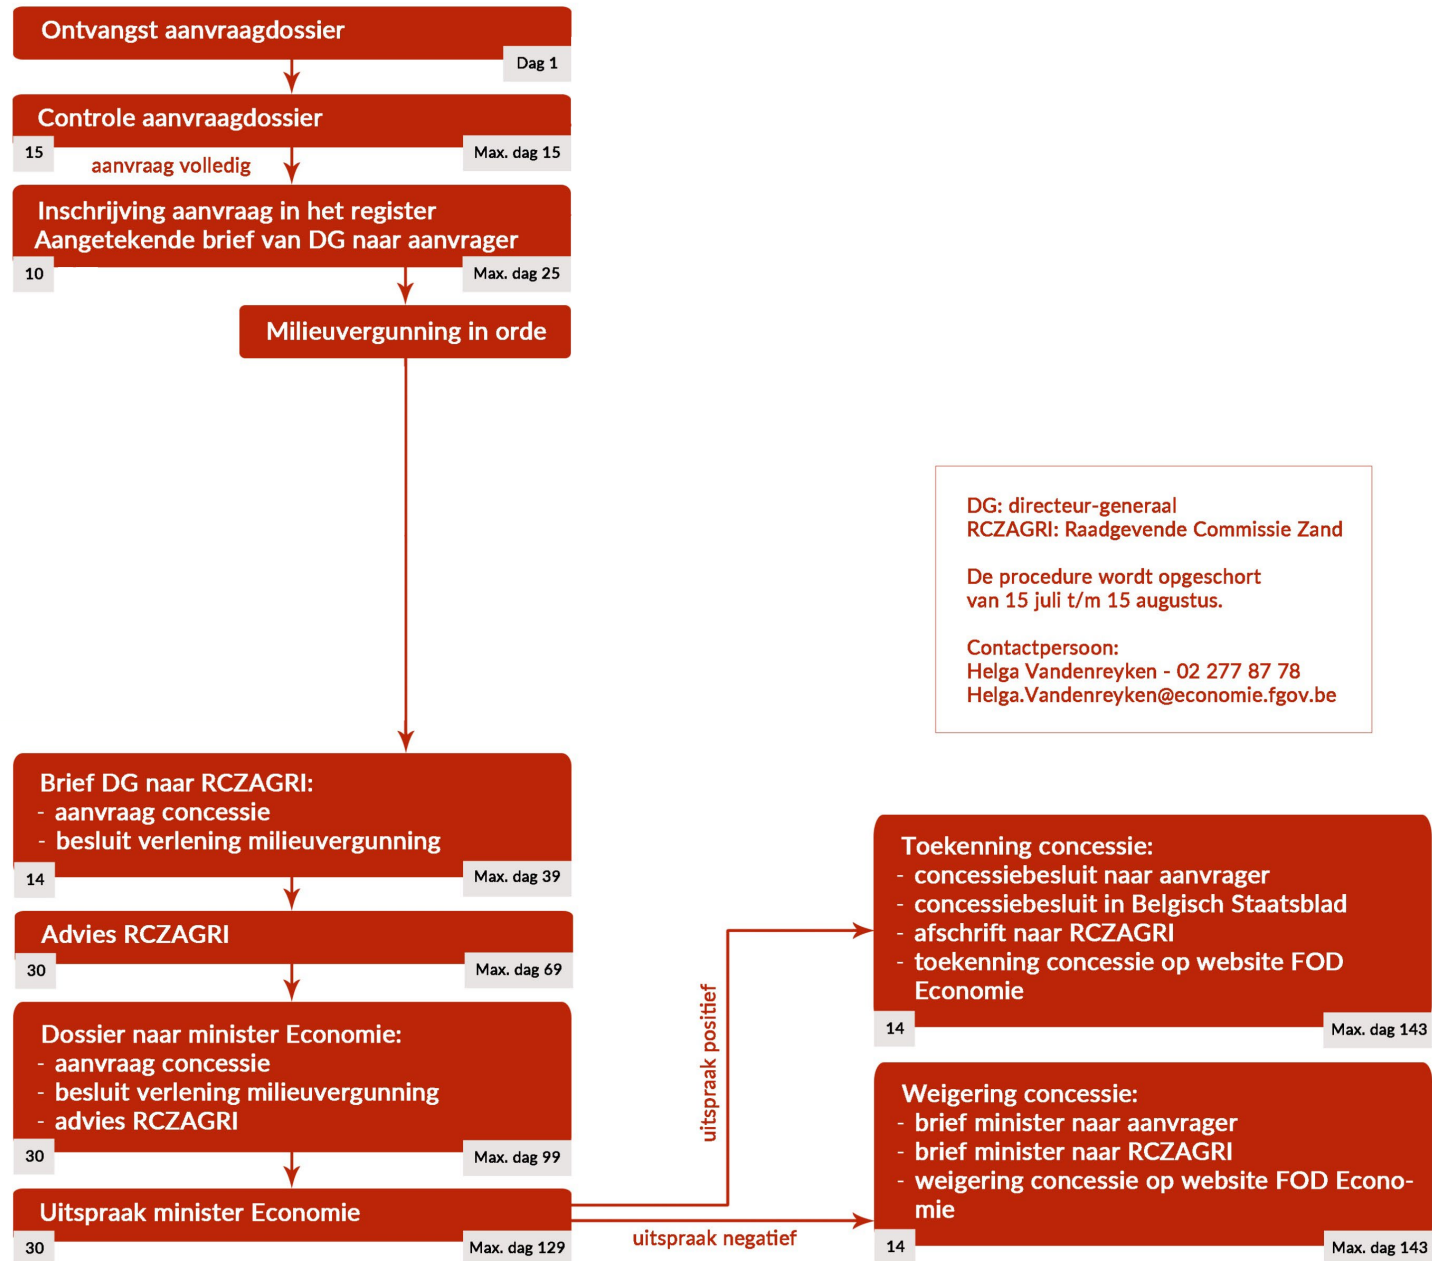 Ontvangst aanvraagdossier
Dag 1
Controle aanvraagdossier
15
Max. dag 15
aanvraag volledig
Inschrijving aanvraag in het register
Aangetekende brief van DG naar aanvrager
10
Max. dag 25
Milieuvergunning in orde
DG: directeur-generaal
RCZAGRI: Raadgevende Commissie Zand
De procedure wordt opgeschort
van 15 juli t/m 15 augustus.
Contactpersoon:
Helga Vandenreyken - 02 277 87 78
Helga.Vandenreyken@economie.fgov.be
Brief DG naar RCZAGRI:
- aanvraag concessie
- besluit verlening milieuvergunning
14
Max. dag 39
Advies RCZAGRI
30
Max. dag 69
Dossier naar minister Economie:
- aanvraag concessie
- besluit verlening milieuvergunning
- advies RCZAGRI
30
Max. dag 99
Uitspraak minister Economie
30
Max. dag 129
uitspraak positief
uitspraak negatief
Toekenning concessie:
- concessiebesluit naar aanvrager
- concessiebesluit in Belgisch Staatsblad
- afschrift naar RCZAGRI
- toekenning concessie op website FOD
Economie
14
Max. dag 143
Weigering concessie:
- brief minister naar aanvrager
- brief minister naar RCZAGRI
- weigering concessie op website FOD Econo-
mie
14
Max. dag 143